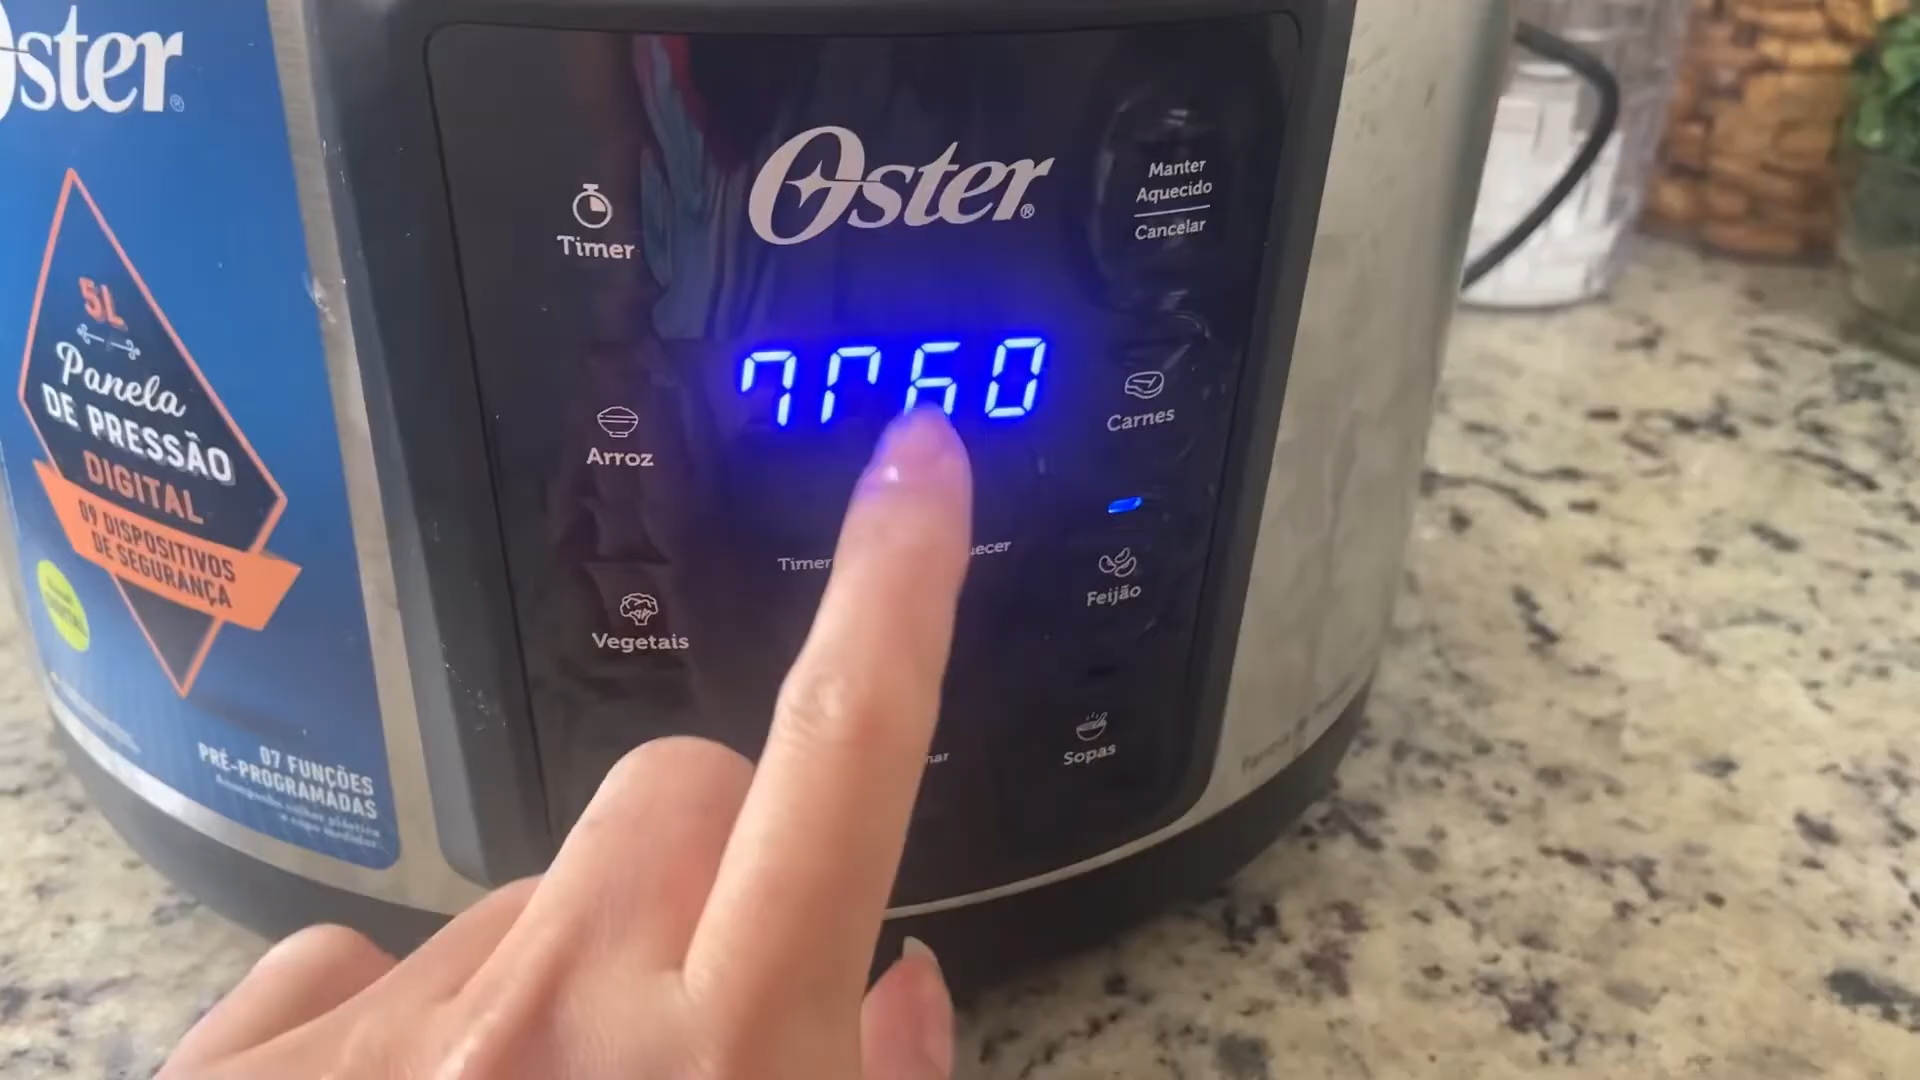 Oster®
5L
Panela
DE PRESSÃO
DIGITAL
09 DISPOSITIVOS
DE SEGURANÇA
07 FUNÇÕES
PRÉ-PROGRAMADAS
Oster®
Timer
Manter
Aquecido
Cancelar
60
Arroz
Carnes
Timer
Feijão
Vegetais
Sopas